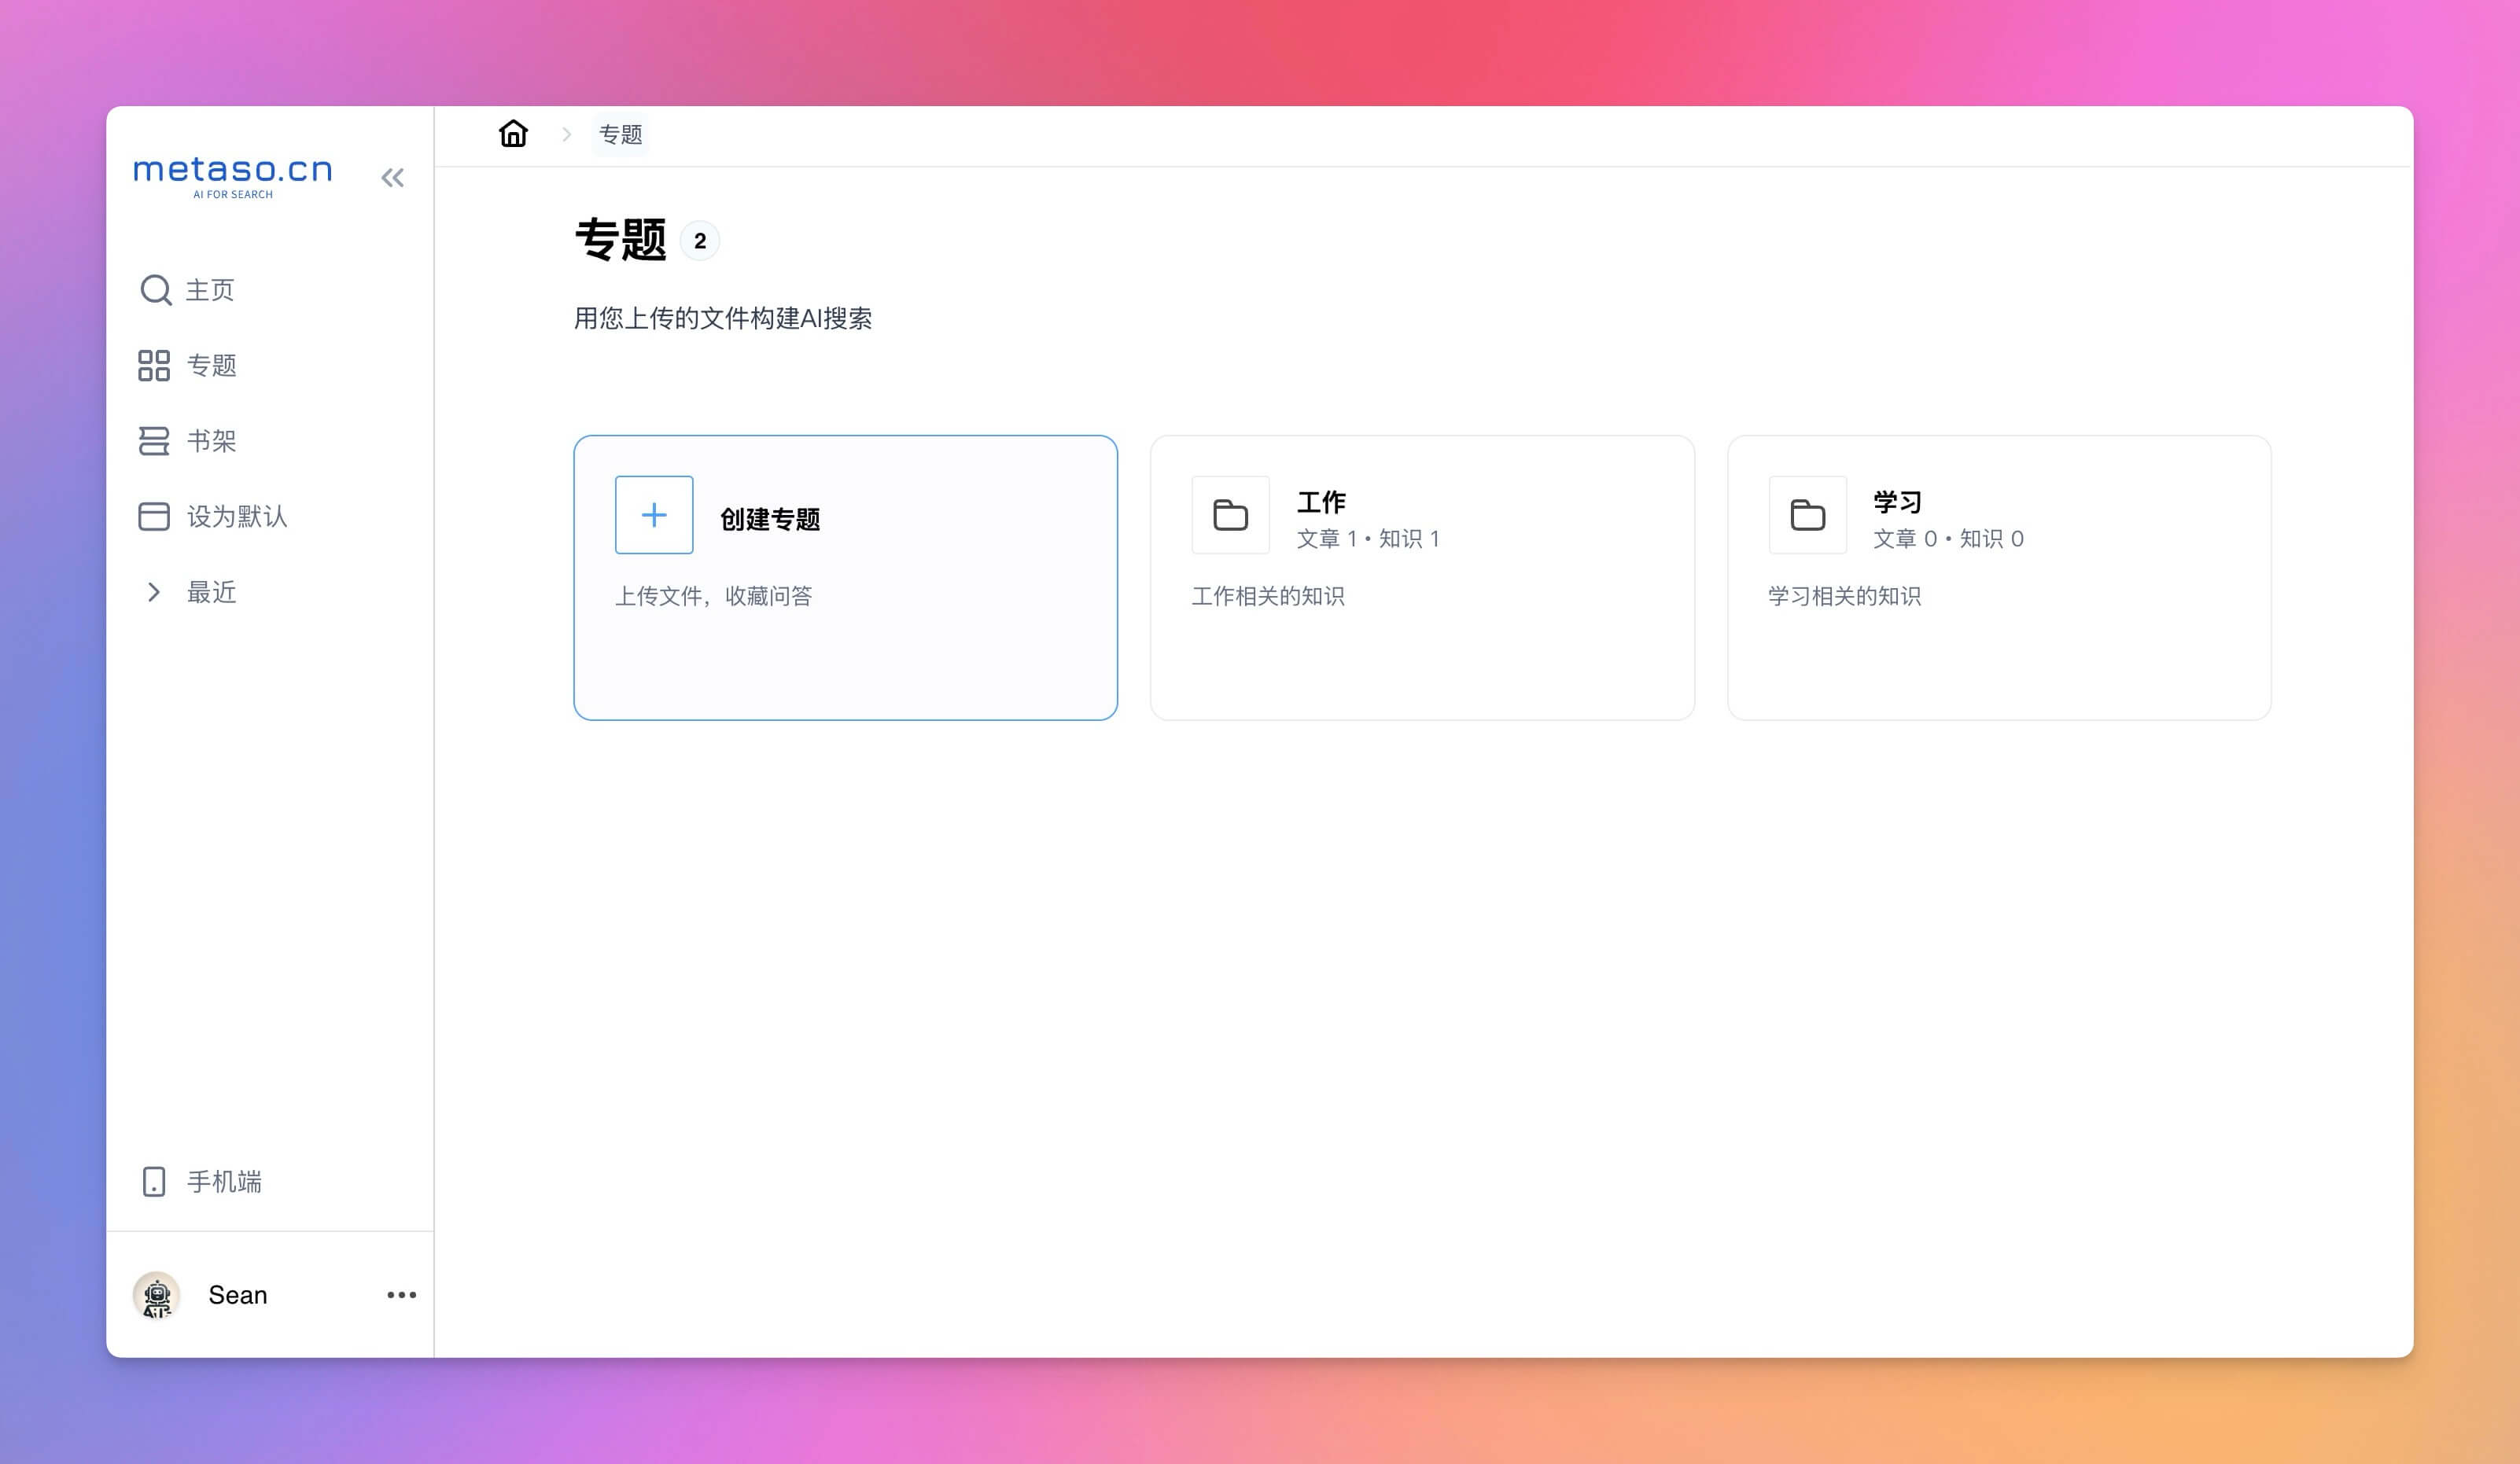 metaso.cn
AI FOR SEARCH
主页
专题
书架
设为默认
最近
手机端
Sean
专题
专题 2
用您上传的文件构建AI搜索
创建专题
上传文件，收藏问答
工作
文章 1 • 知识 1
工作相关的知识
学习
文章 0 • 知识 0
学习相关的知识